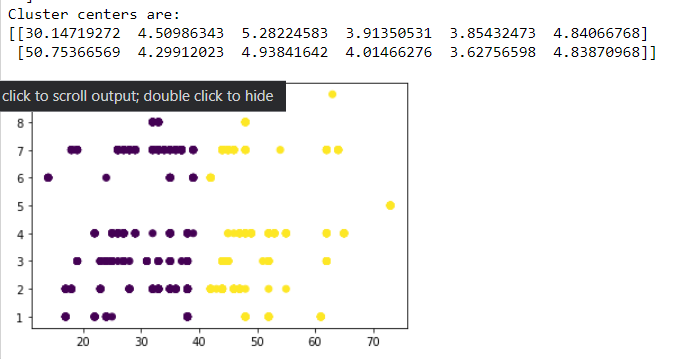 Cluster centers are:
[[30.14719272 4.50986343 5.28224583 3.91350531 3.85432473 4.84066768]
[50.75366569 4.29912023 4.93841642 4.01466276 3.62756598 4.83870968]]
click to scroll output; double click to hide
8
7
6
5
4
3
2
1
20 30 40 50 60 70